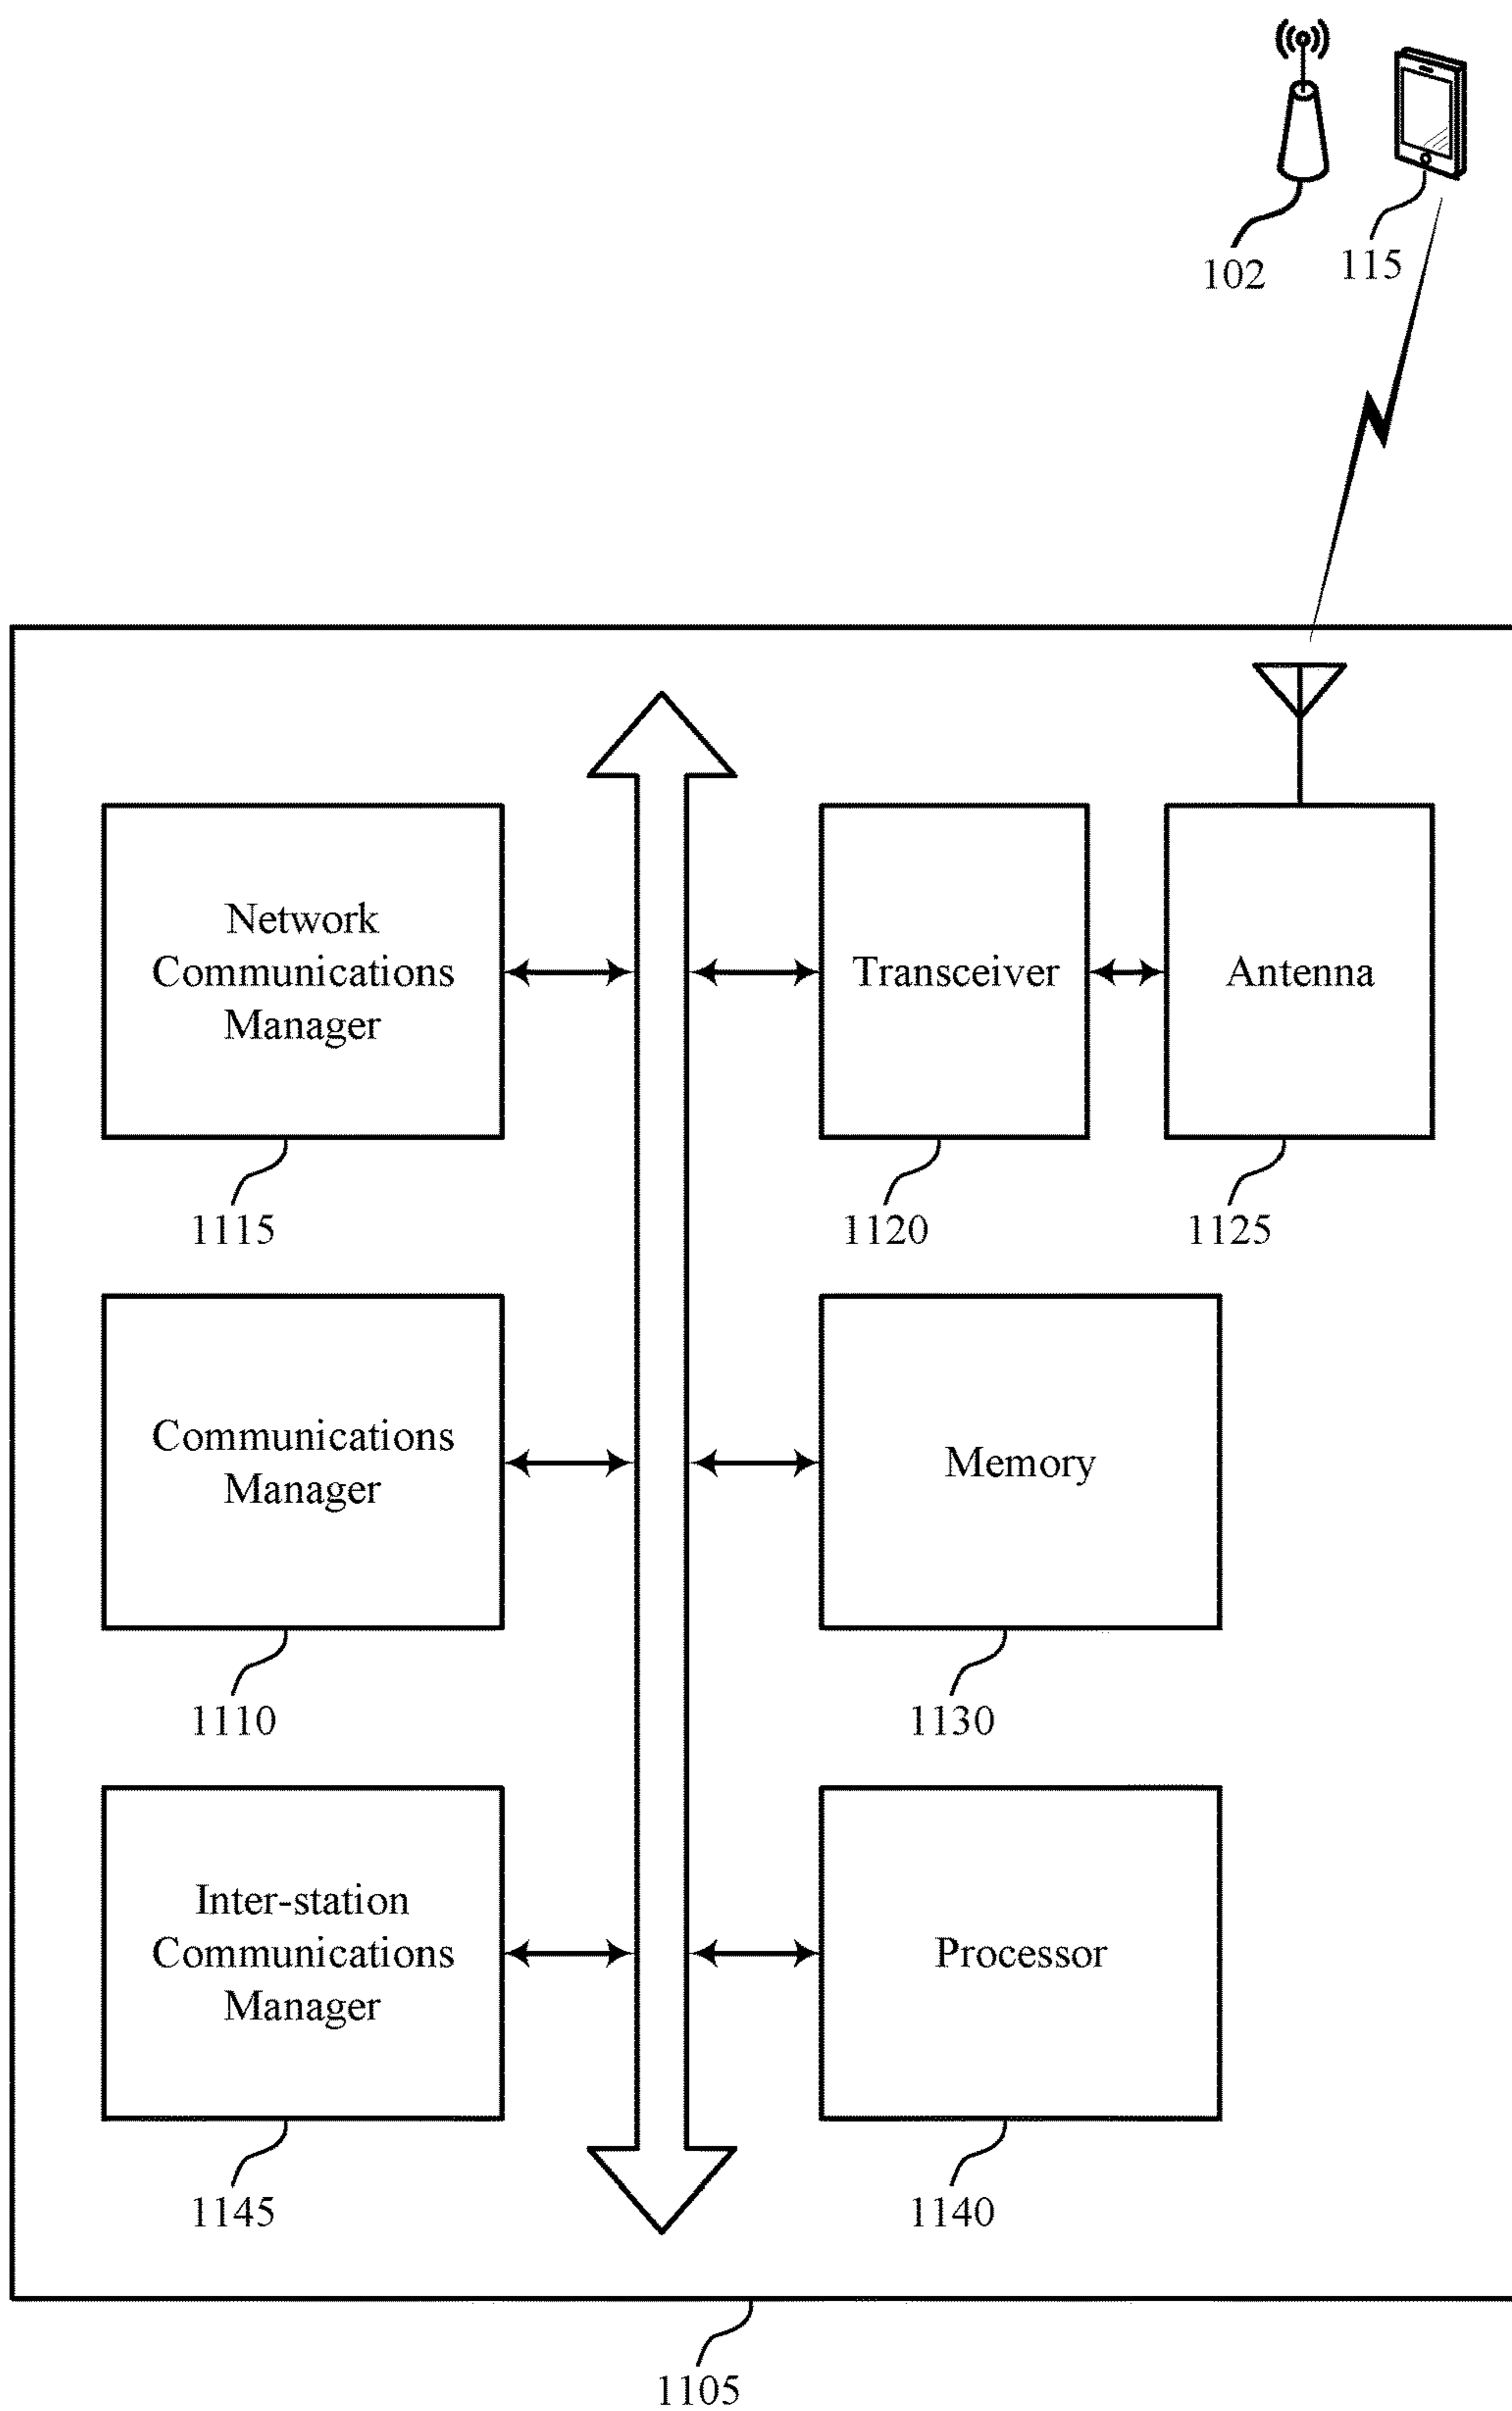 102
115
Network
Communications
Manager
Transceiver
Antenna
1115
1120
1125
Communications
Manager
Memory
1110
1130
Inter-station
Communications
Manager
Processor
1145
1140
1105